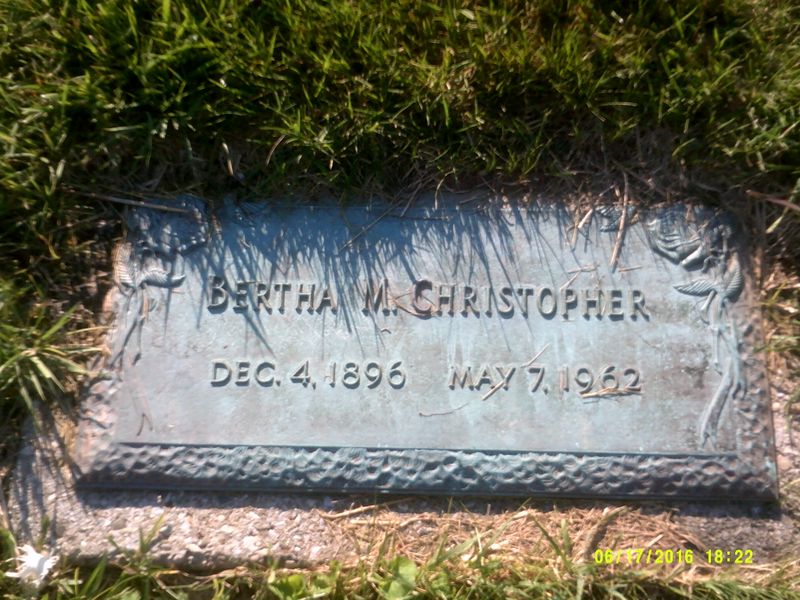 BERTHA M. CHRISTOPHER
DEC. 4, 1896 MAY 7, 1962
06/17/2016 18:22